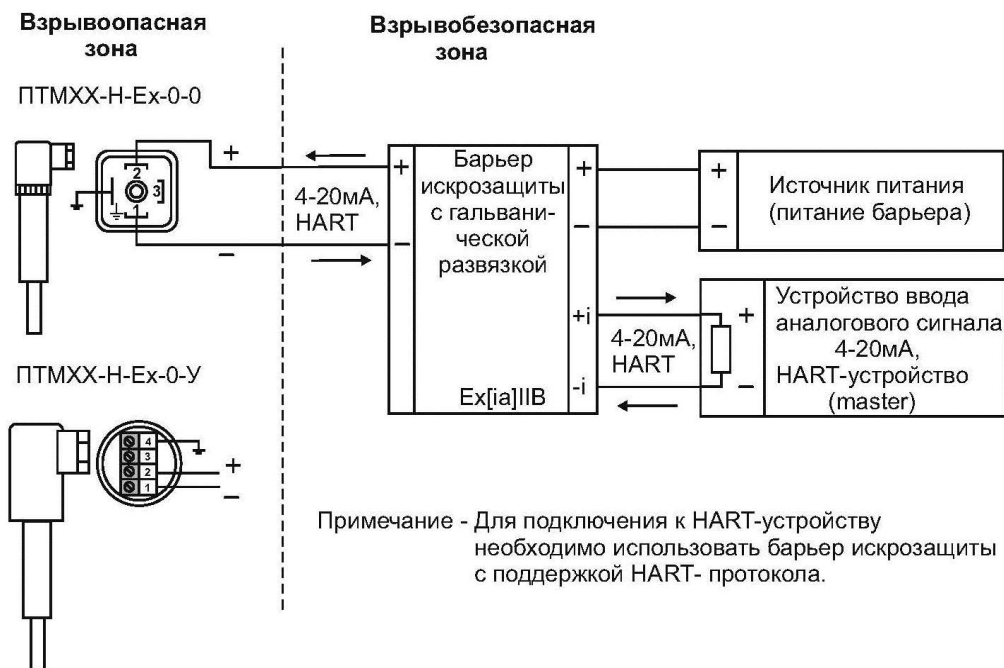 Взрывоопасная
зона
Взрывобезопасная
зона
ПТМХХ-Н-Ех-0-0
2
3
1
+
−
4-20мА,
HART
+
−
Барьер
искрозащиты
с гальвани-
ческой
развязкой
Ex[ia]IIB
+
−
+i
-i
+
−
Источник питания
(питание барьера)
4-20мА,
HART
+
−
Устройство ввода
аналогового сигнала
4-20мА,
HART-устройство
(master)
ПТМХХ-Н-Ех-0-У
4
3
2
1
+
−
Примечание - Для подключения к HART-устройству
необходимо использовать барьер искрозащиты
с поддержкой HART- протокола.